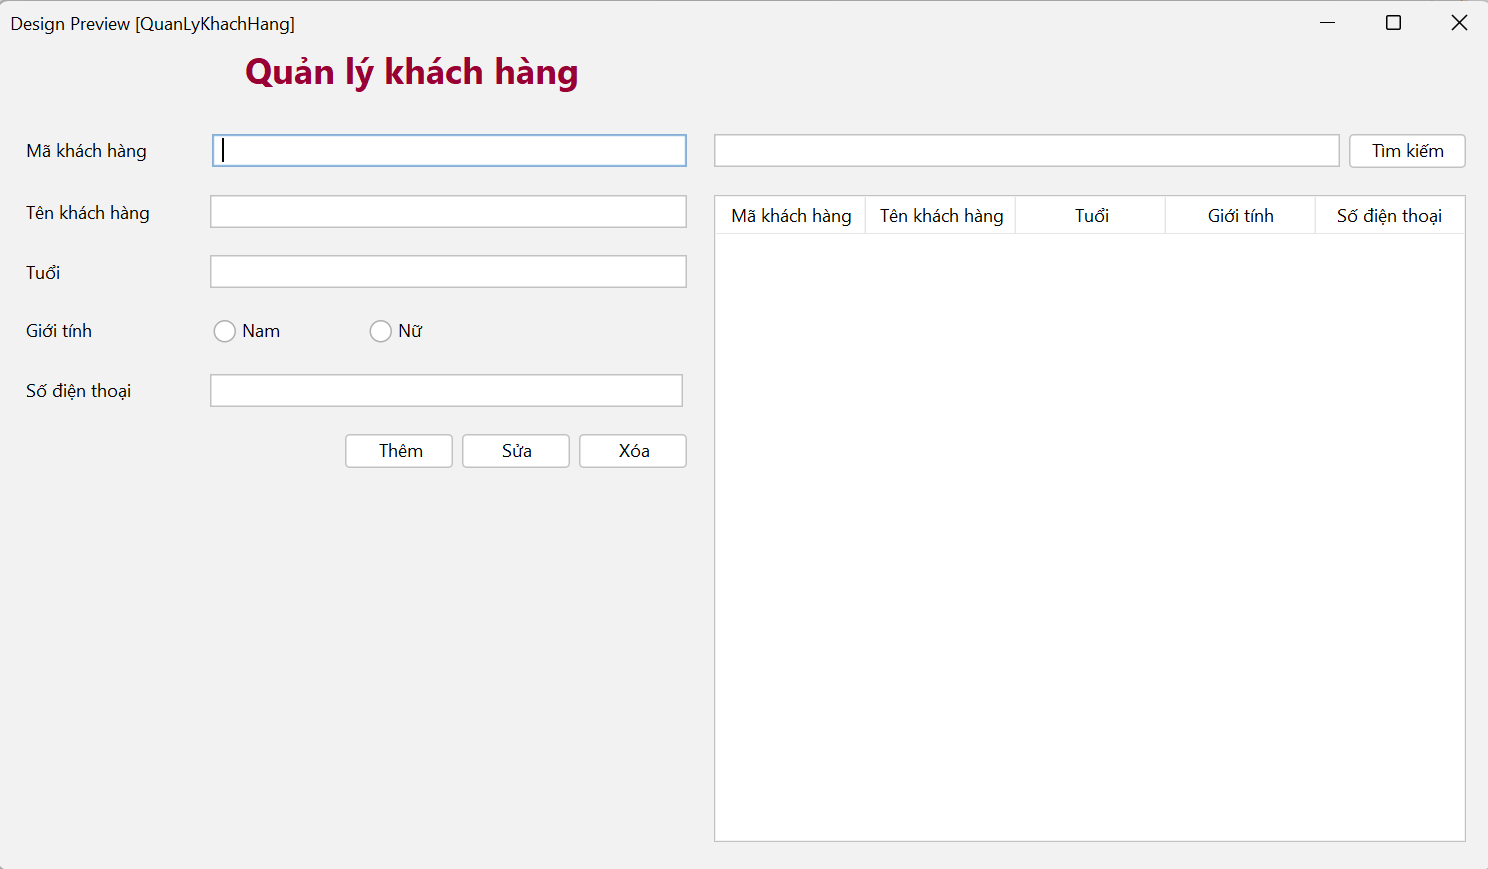 Design Preview [QuanLyKhachHang]
Quản lý khách hàng
Mã khách hàng
Tìm kiếm
Tên khách hàng
Tuổi
Giới tính
Nam
Nữ
Số điện thoại
Thêm
Sửa
Xóa
Mã khách hàng
Tên khách hàng
Tuổi
Giới tính
Số điện thoại